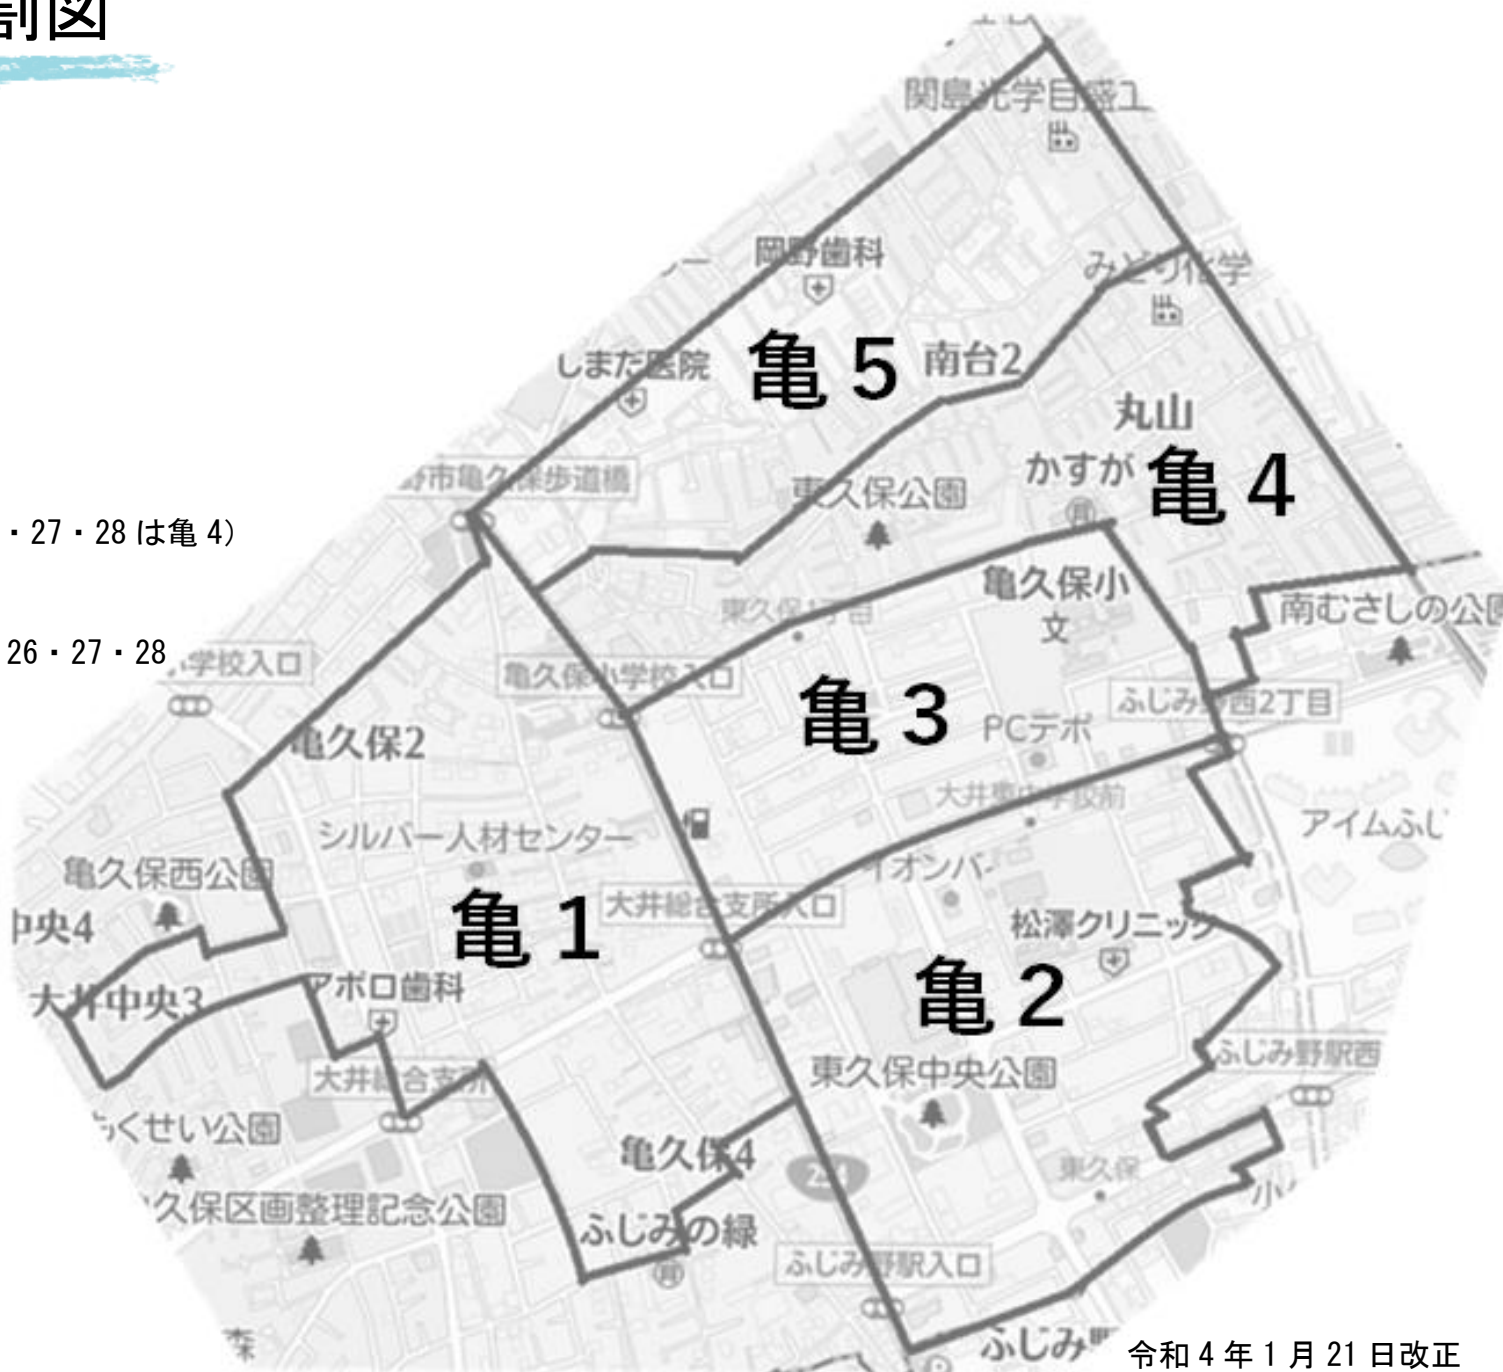 割図
関島光学目盛工
岡野歯科
みどり化学
しまだ医院
亀 5
南台2
丸山
かすが
亀 4
野市亀久保歩道橋
東久保公園
・27・28 は亀 4）
亀久保小
文
南むさしの公園
東久保1丁目
26・27・28
小学校入口
亀久保小学校入口
ふじみ野西2丁目
亀 3
PCデポ
亀久保2
大井東中学校前
シルバー人材センター
アイムふじ
亀久保西公園
イオンバ
亀 1
大井総合支所入口
中央4
松澤クリニック
大井中央3
アポロ歯科
亀 2
ふじみ野駅西
大井総合支所
東久保中央公園
くせい公園
亀久保4
254
東久保
小
久保区画整理記念公園
ふじみの緑
ふじみ野駅入口
森
ふじみ野
令和 4 年 1 月 21 日改正